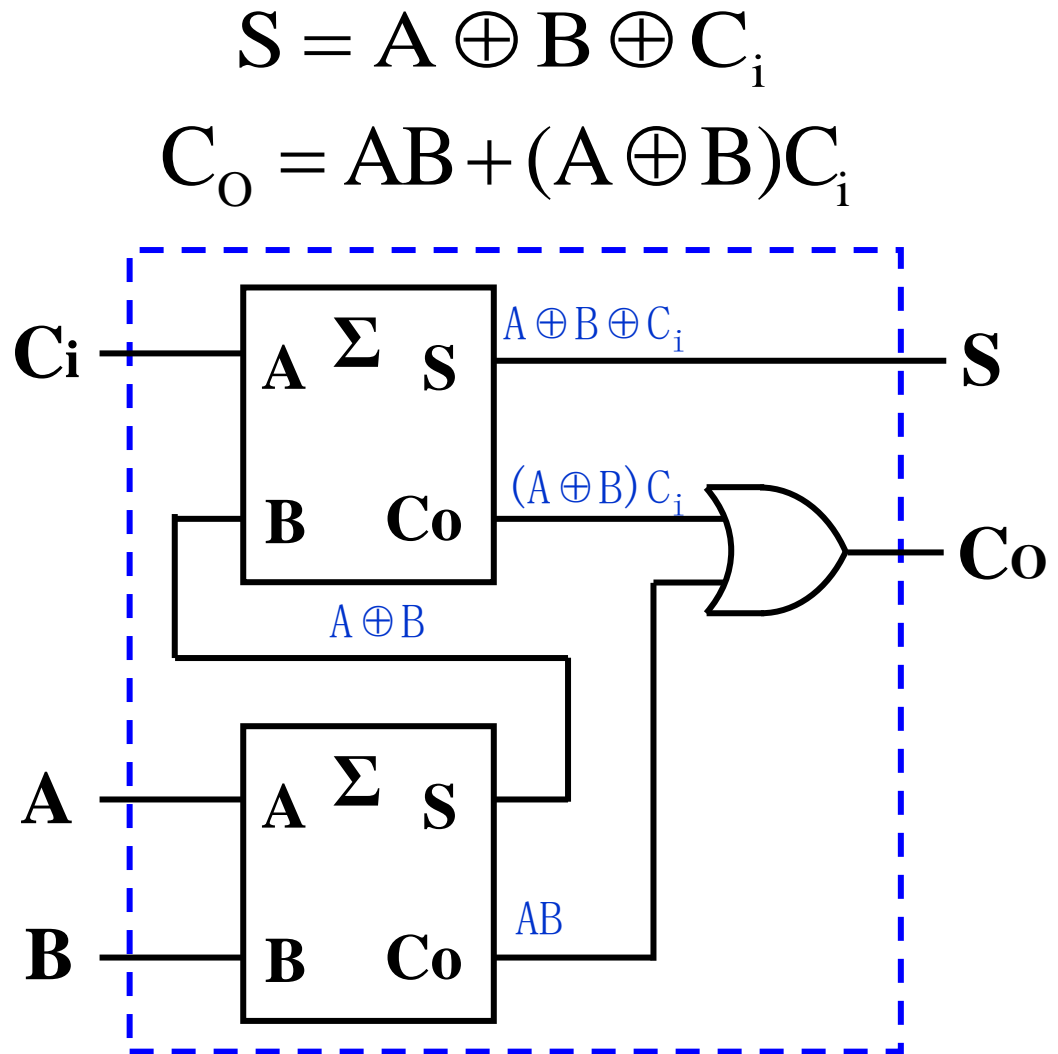 S = A ⊕ B ⊕ Cᵢ
C_O = AB + (A ⊕ B)Cᵢ
Ci
A Σ S
A⊕B⊕Cᵢ
S
B Co
(A⊕B)Cᵢ
Co
A⊕B
A
A Σ S
B
B Co
AB